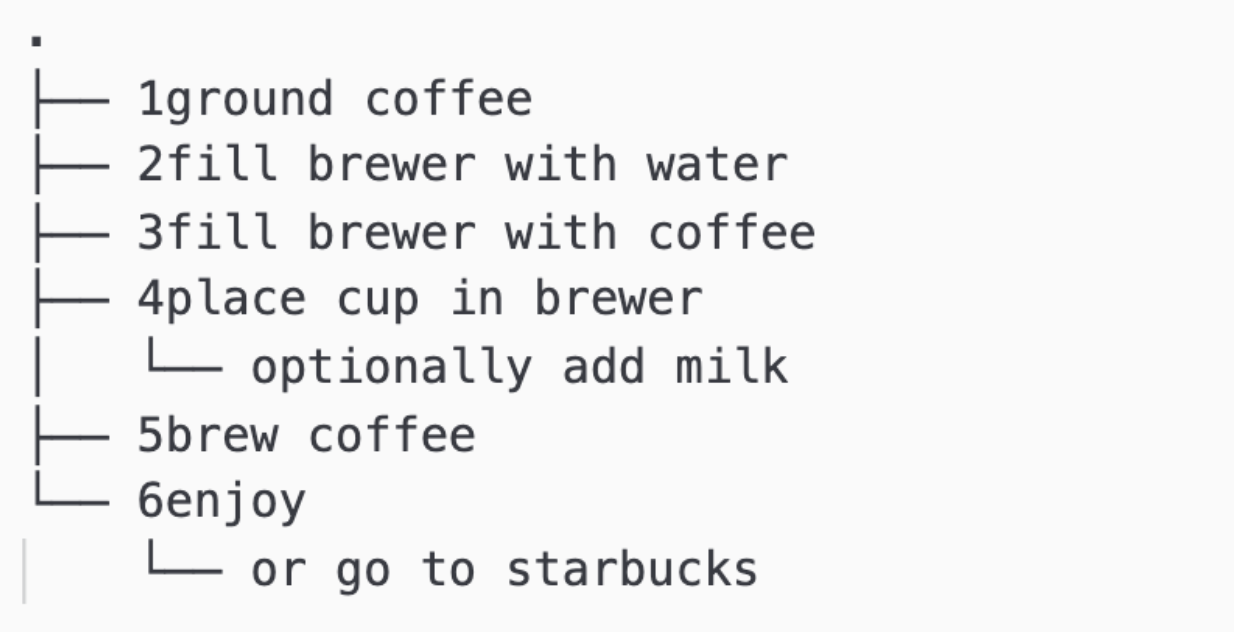 .
├── 1ground coffee
├── 2fill brewer with water
├── 3fill brewer with coffee
├── 4place cup in brewer
│   └── optionally add milk
├── 5brew coffee
└── 6enjoy
    └── or go to starbucks